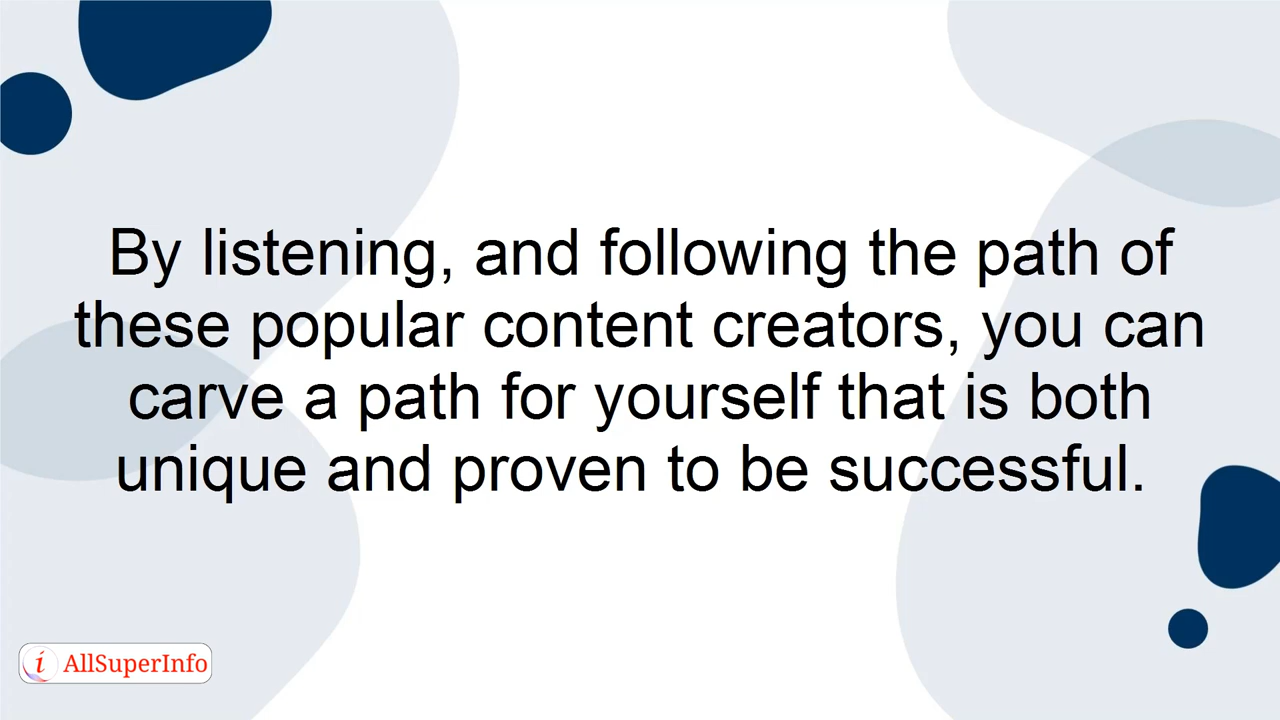 By listening, and following the path of
these popular content creators, you can
carve a path for yourself that is both
unique and proven to be successful.
i AllSuperInfo